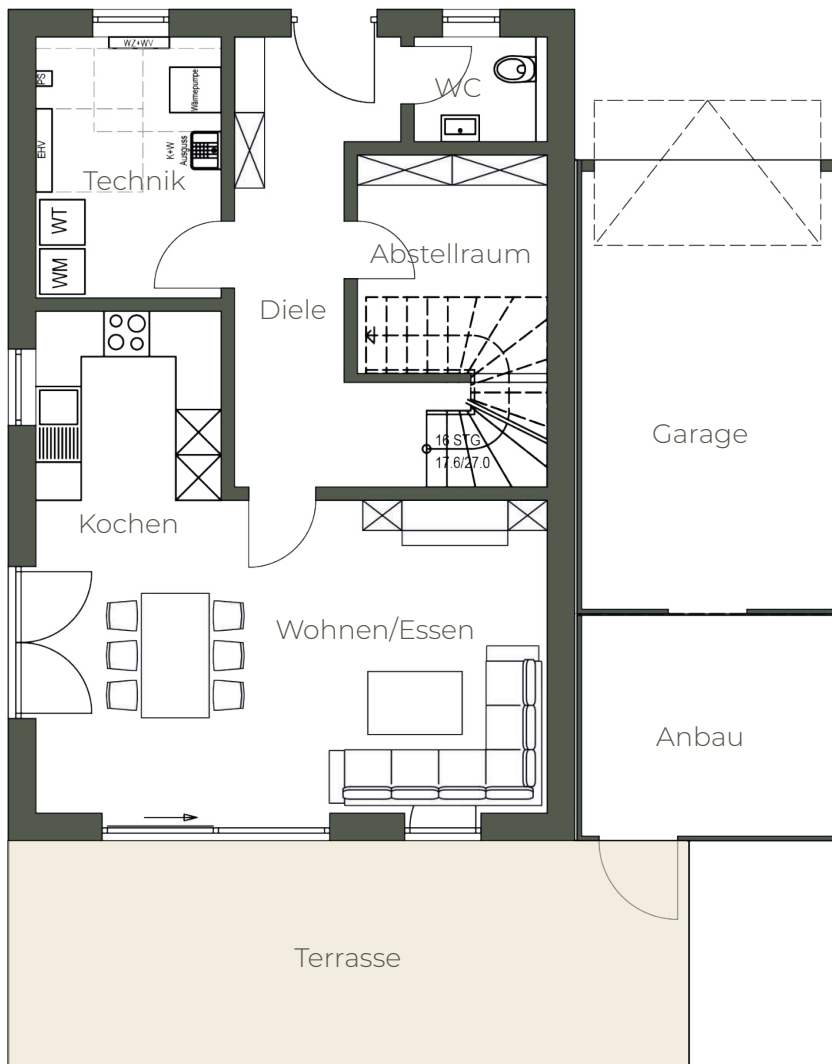 WZ+WV
PS
Wärmepumpe
WC
EHV
K+W
Ausguss
Technik
WT
WM
Abstellraum
Diele
Garage
16 STG
17.6/27.0
Kochen
Wohnen/Essen
Anbau
Terrasse